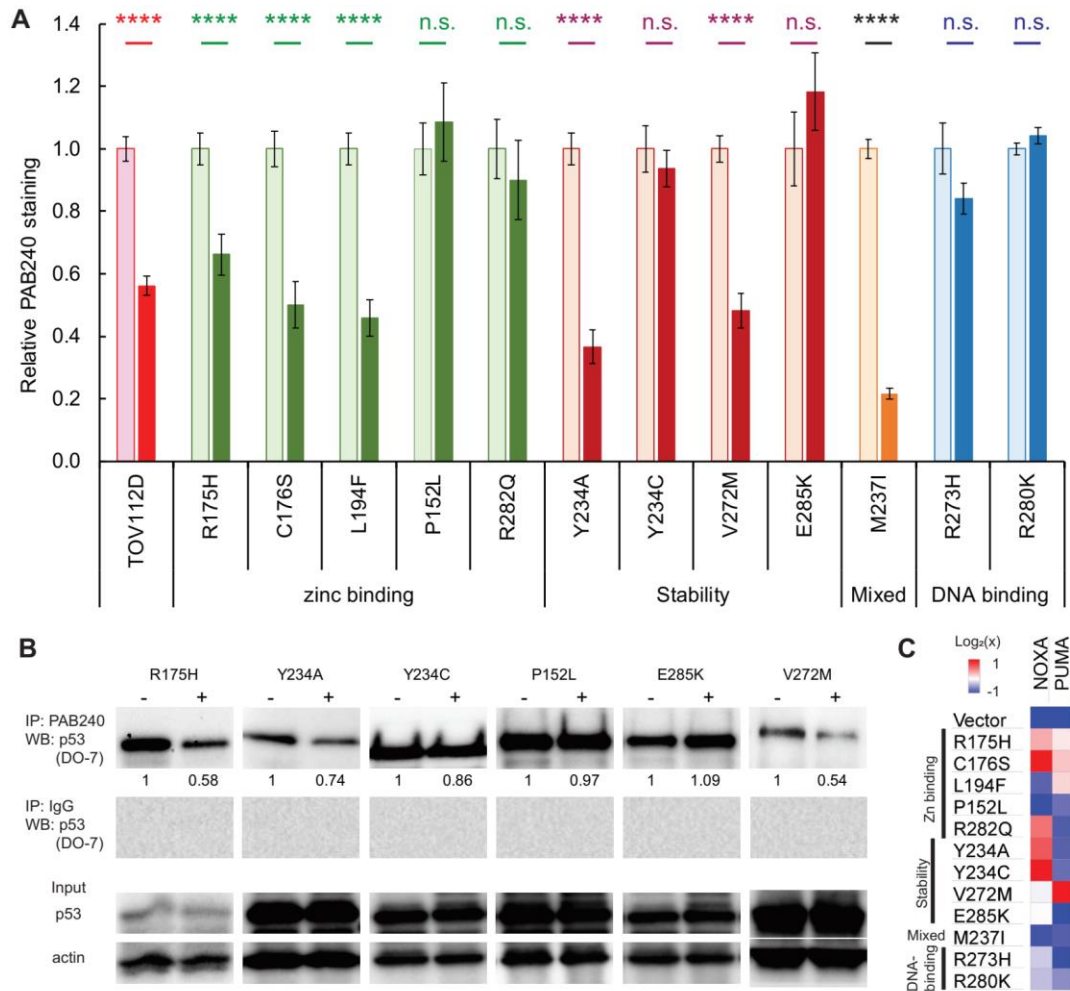 A
**** **** **** **** n.s. n.s. **** n.s. **** n.s. **** n.s. n.s.
Relative PAB240 staining
1.4
1.2
1.0
0.8
0.6
0.4
0.2
0.0
TOV112D R175H C176S L194F P152L R282Q Y234A Y234C V272M E285K M237I R273H R280K
zinc binding Stability Mixed DNA binding
B
R175H Y234A Y234C P152L E285K V272M
- + - + - + - + - + - +
IP: PAB240
WB: p53
(DO-7)
1 0.58 1 0.74 1 0.86 1 0.97 1 1.09 1 0.54
IP: IgG
WB: p53
(DO-7)
Input
p53
actin
C
Log₂(x)
1
-1
NOXA PUMA
Vector
Zn binding
R175H
C176S
L194F
P152L
R282Q
Stability
Y234A
Y234C
V272M
E285K
Mixed M237I
DNA-
binding
R273H
R280K